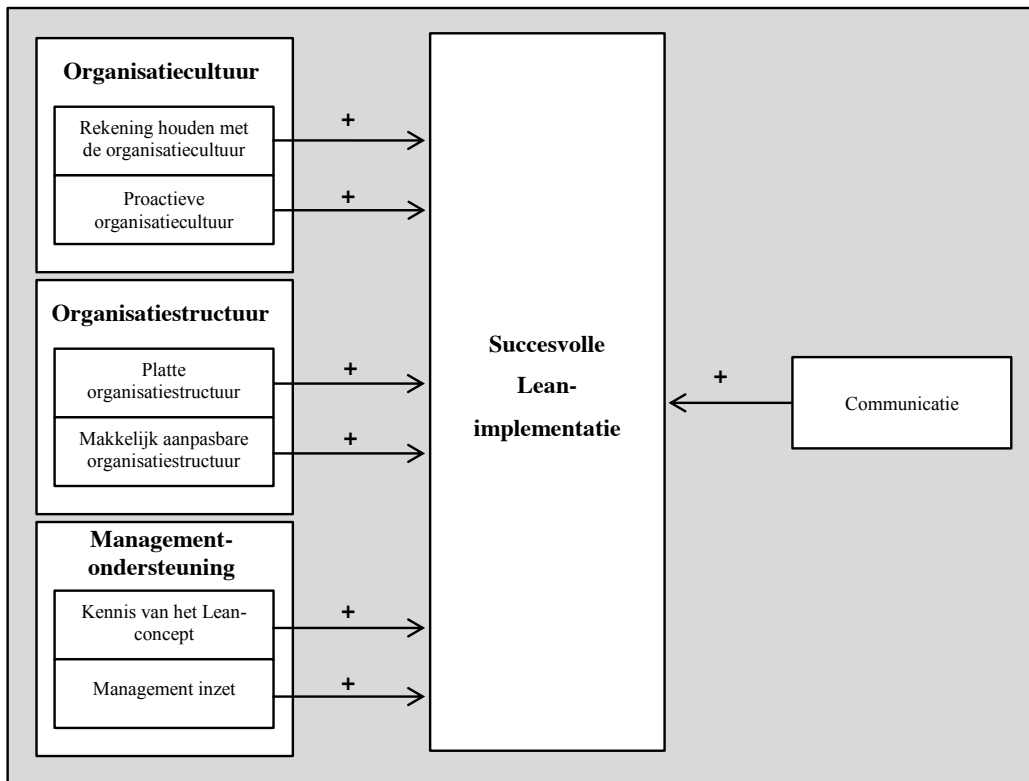 Organisatiecultuur
Rekening houden met
de organisatiecultuur
+
Proactieve
organisatiecultuur
+
Organisatiestructuur
Platte
organisatiestructuur
+
Makkelijk aanpasbare
organisatiestructuur
+
Management-
ondersteuning
Kennis van het Lean-
concept
+
Management inzet
+
Succesvolle
Lean-
implementatie
+
Communicatie